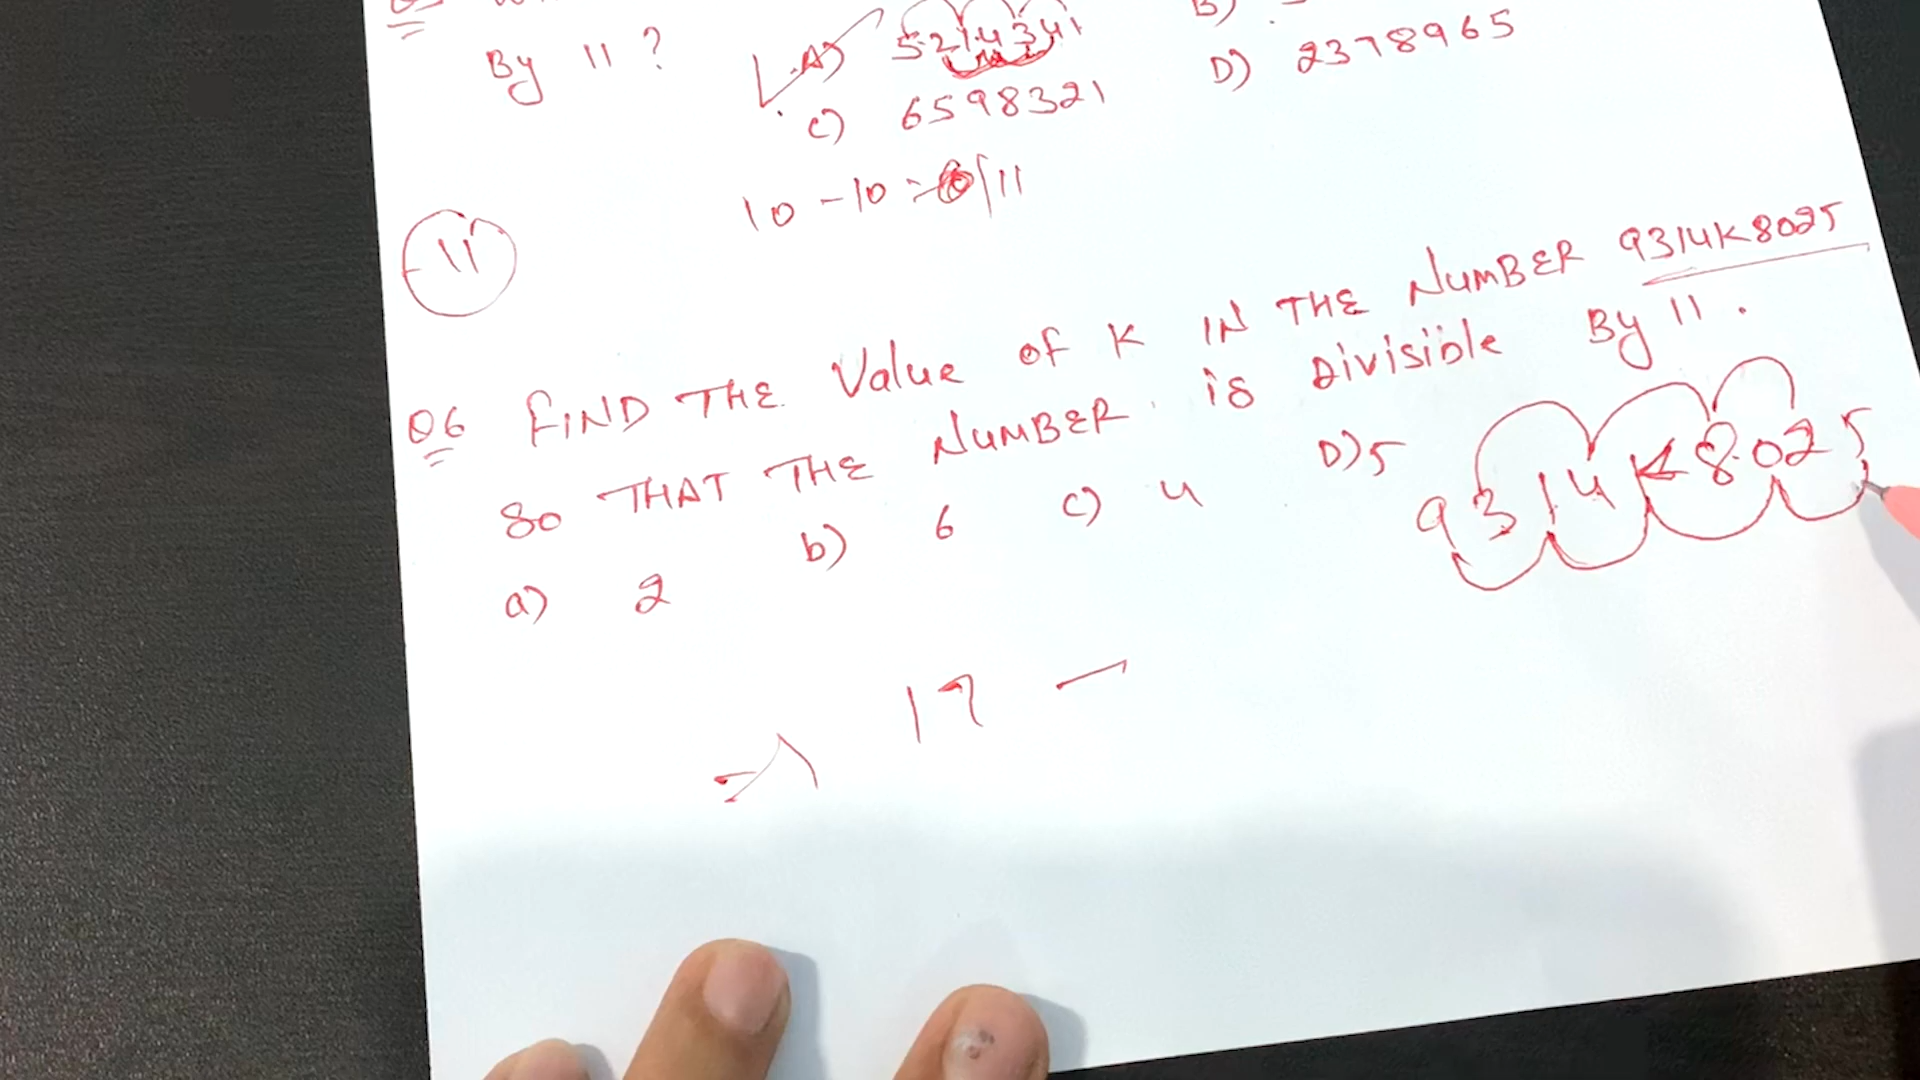 By 11 ? A) 5214341 B)
C) 6598321 D) 2378965
10 - 10 = 0/11
11
Q6 FIND THE Value of K IN THE NUMBER 9314K8025
SO THAT THE NUMBER is Divisible By 11.
a) 2 b) 6 c) 4 D) 5
9314K8025
=) 17 -